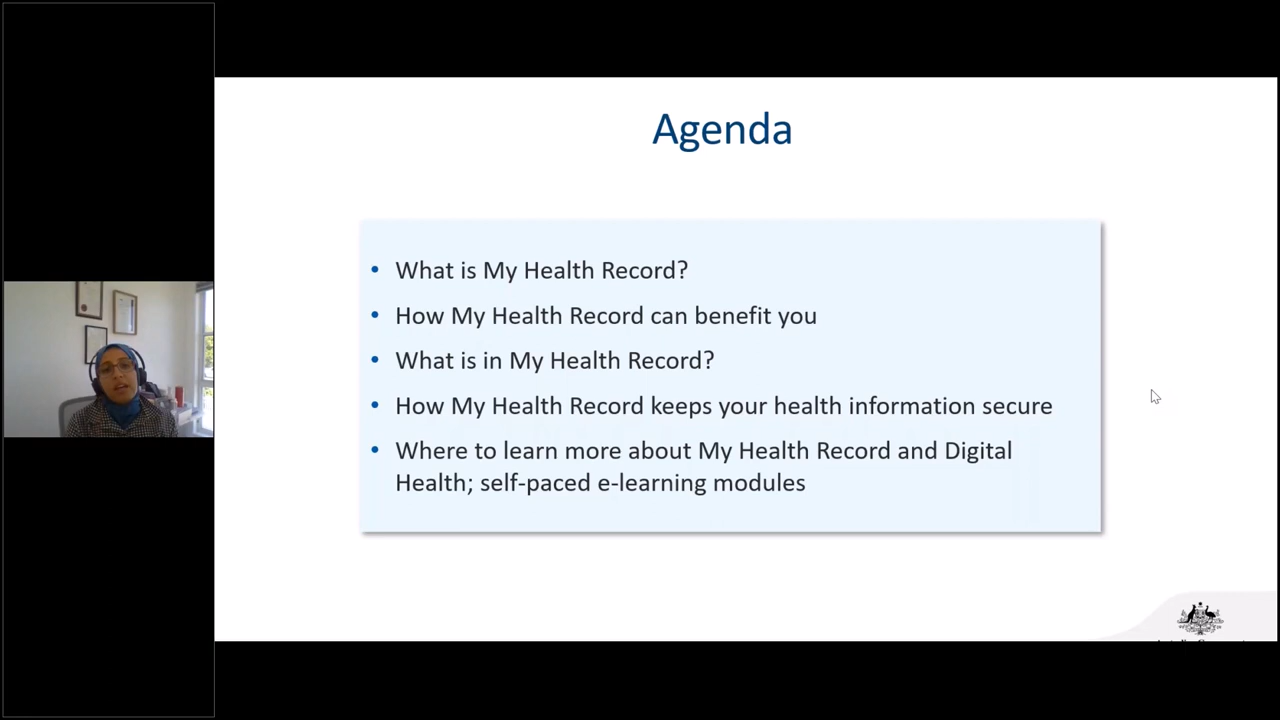 Agenda
• What is My Health Record?
• How My Health Record can benefit you
• What is in My Health Record?
• How My Health Record keeps your health information secure
• Where to learn more about My Health Record and Digital
Health; self-paced e-learning modules